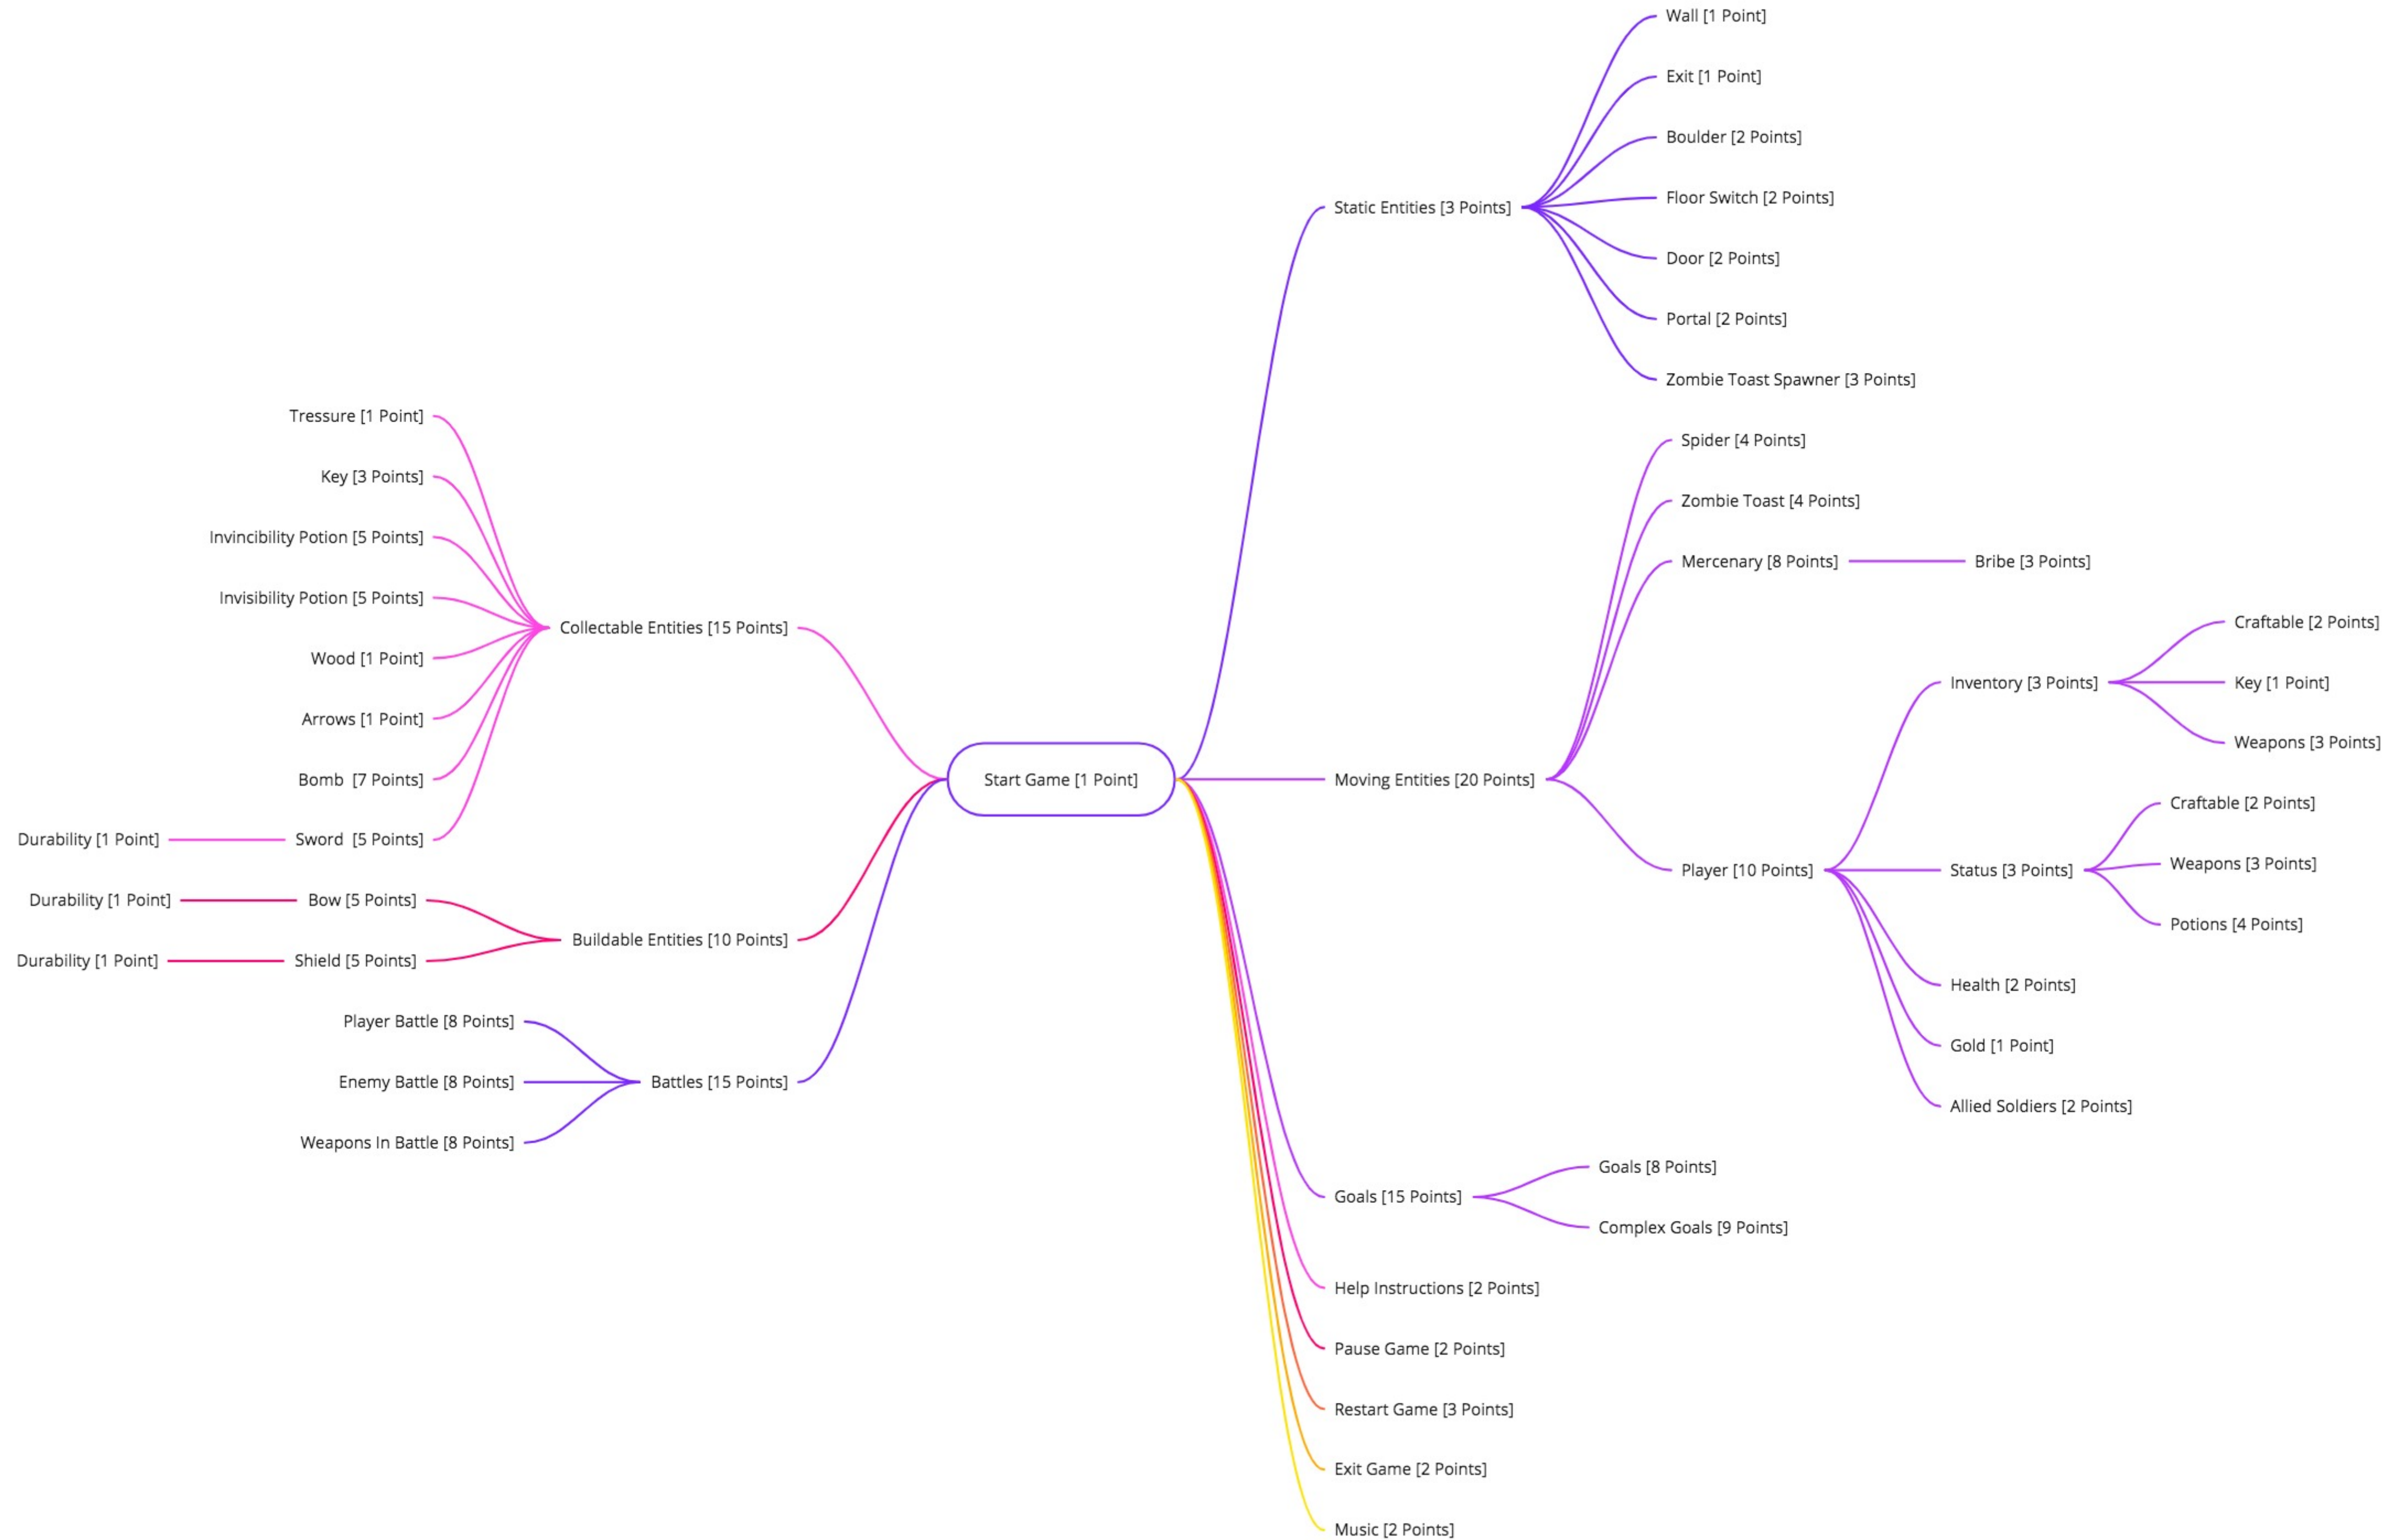 Wall [1 Point]
Exit [1 Point]
Boulder [2 Points]
Floor Switch [2 Points]
Static Entities [3 Points]
Door [2 Points]
Portal [2 Points]
Zombie Toast Spawner [3 Points]
Tressure [1 Point]
Key [3 Points]
Invincibility Potion [5 Points]
Invisibility Potion [5 Points]
Collectable Entities [15 Points]
Wood [1 Point]
Arrows [1 Point]
Bomb  [7 Points]
Sword  [5 Points]
Durability [1 Point]
Bow [5 Points]
Durability [1 Point]
Buildable Entities [10 Points]
Shield [5 Points]
Durability [1 Point]
Player Battle [8 Points]
Enemy Battle [8 Points]
Battles [15 Points]
Weapons In Battle [8 Points]
Start Game [1 Point]
Spider [4 Points]
Zombie Toast [4 Points]
Mercenary [8 Points]
Bribe [3 Points]
Moving Entities [20 Points]
Player [10 Points]
Inventory [3 Points]
Craftable [2 Points]
Key [1 Point]
Weapons [3 Points]
Status [3 Points]
Craftable [2 Points]
Weapons [3 Points]
Potions [4 Points]
Health [2 Points]
Gold [1 Point]
Allied Soldiers [2 Points]
Goals [15 Points]
Goals [8 Points]
Complex Goals [9 Points]
Help Instructions [2 Points]
Pause Game [2 Points]
Restart Game [3 Points]
Exit Game [2 Points]
Music [2 Points]